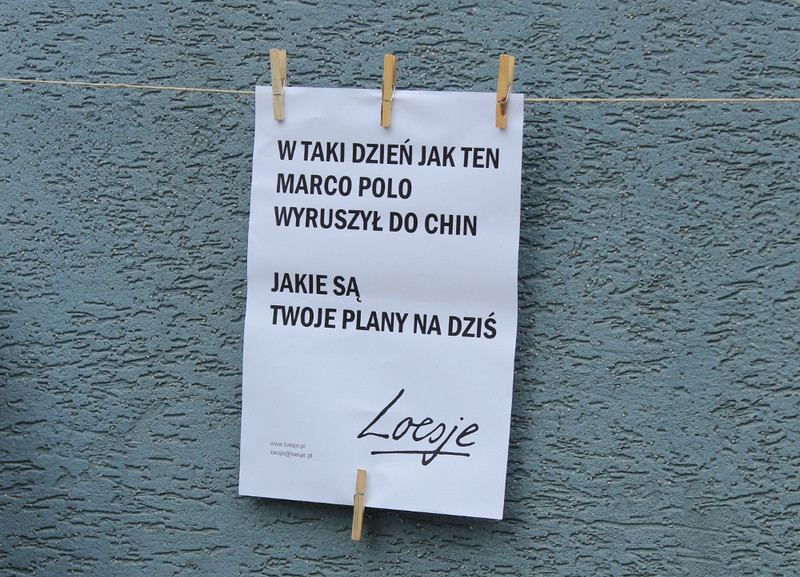 W TAKI DZIEŃ JAK TEN
MARCO POLO
WYRUSZYŁ DO CHIN
JAKIE SĄ
TWOJE PLANY NA DZIŚ
Loesje
www.loesje.pl
loesje@loesje.pl